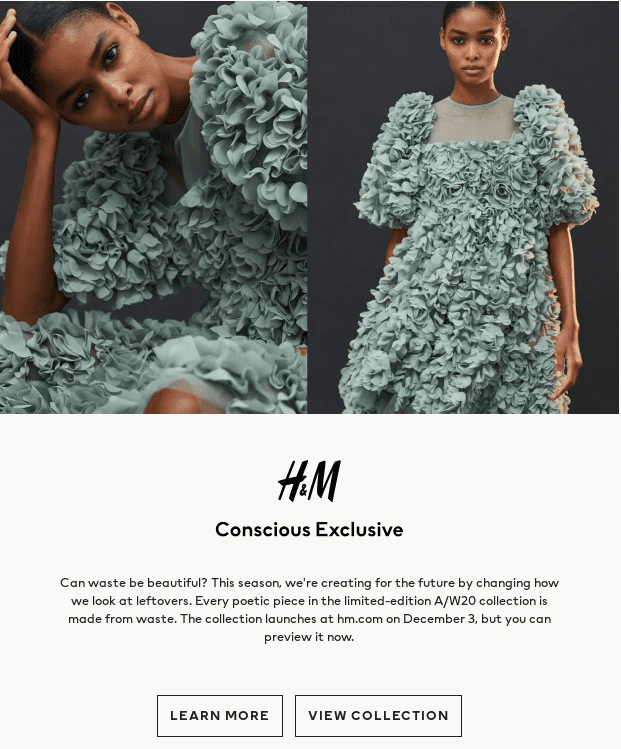 H&M
Conscious Exclusive
Can waste be beautiful? This season, we're creating for the future by changing how
we look at leftovers. Every poetic piece in the limited-edition A/W20 collection is
made from waste. The collection launches at hm.com on December 3, but you can
preview it now.
LEARN MORE
VIEW COLLECTION